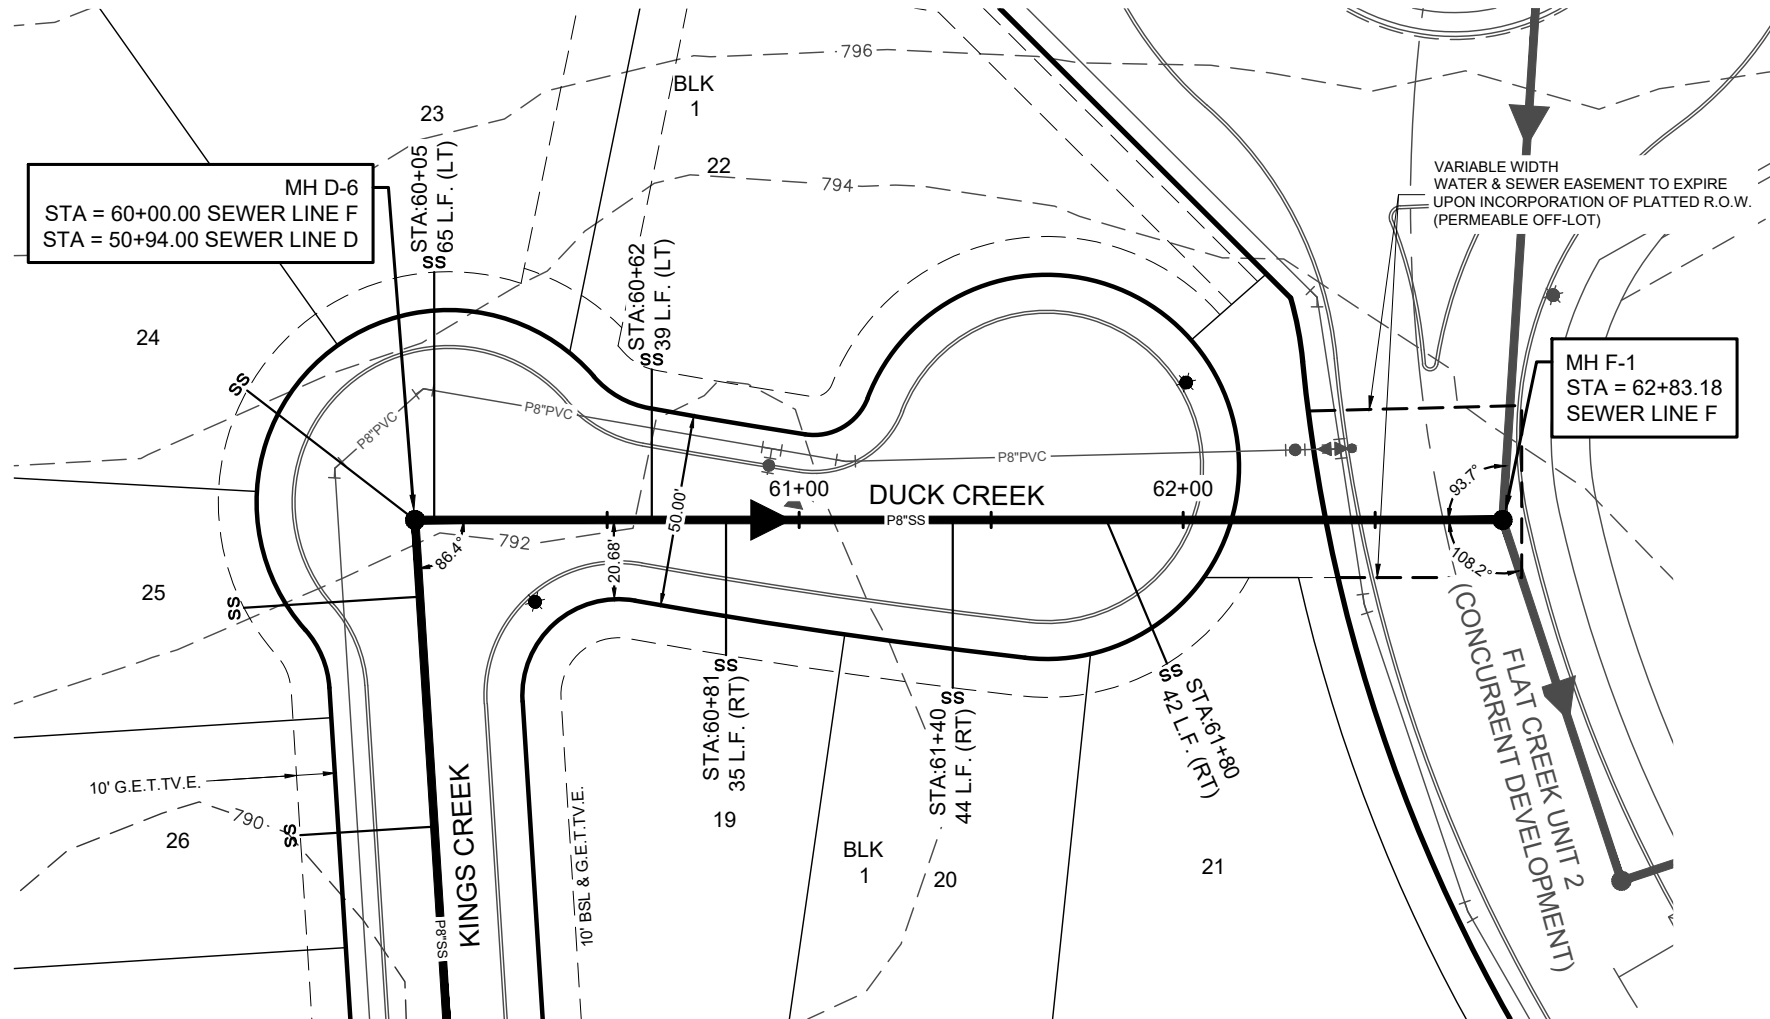 796
BLK
1
23
22
794
MH D-6
STA = 60+00.00 SEWER LINE F
STA = 50+94.00 SEWER LINE D
STA:60+05
65 L.F. (LT)
SS
STA:60+62
39 L.F. (LT)
SS
VARIABLE WIDTH
WATER & SEWER EASEMENT TO EXPIRE
UPON INCORPORATION OF PLATTED R.O.W.
(PERMEABLE OFF-LOT)
24
SS
MH F-1
STA = 62+83.18
SEWER LINE F
P8"PVC
P8"PVC
P8"PVC
50.00'
61+00
DUCK CREEK
62+00
P8"SS
93.7°
108.2°
86.4°
792
20.68'
25
SS
SS
STA:60+81
35 L.F. (RT)
SS
STA:61+40
44 L.F. (RT)
SS
STA:61+80
42 L.F. (RT)
(CONCURRENT DEVELOPMENT)
FLAT CREEK UNIT 2
10' G.E.T.TV.E.
790
SS
26
KINGS CREEK
P8"SS
10' BSL & G.E.T.TV.E.
19
BLK
1
20
21